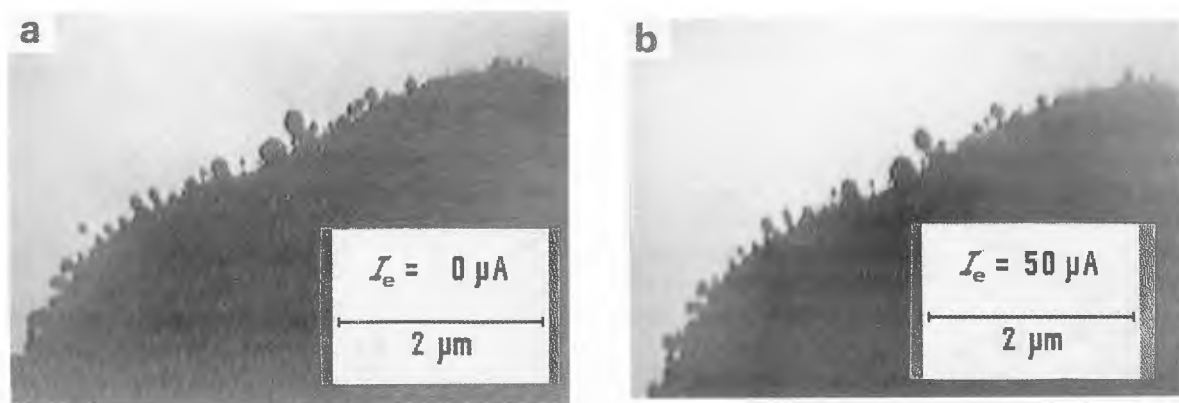 a
I_e = 0 µA
2 µm
b
I_e = 50 µA
2 µm